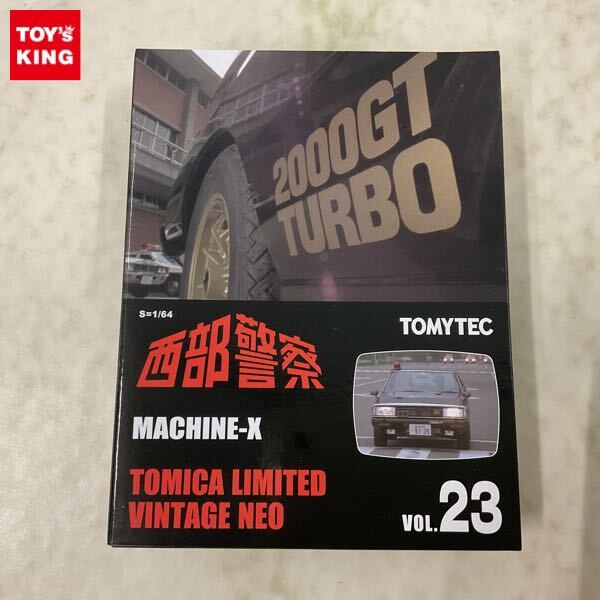 TOY's
KING
2000GT
TURBO
S=1/64
TOMYTEC
西部警察
MACHINE-X
TOMICA LIMITED
VINTAGE NEO
VOL.23